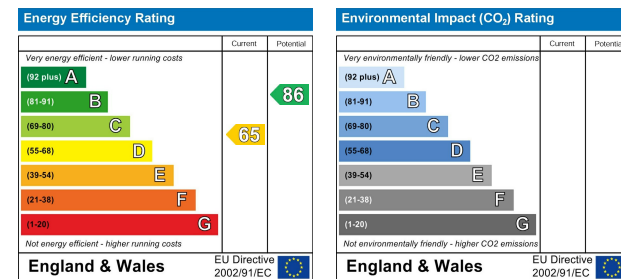 Energy Efficiency Rating
Current Potential
Very energy efficient - lower running costs
(92 plus) A
(81-91) B
(69-80) C
(55-68) D
(39-54) E
(21-38) F
(1-20) G
86
65
Not energy efficient - higher running costs
England & Wales
EU Directive
2002/91/EC
Environmental Impact (CO₂) Rating
Current Potential
Very environmentally friendly - lower CO2 emissions
(92 plus) A
(81-91) B
(69-80) C
(55-68) D
(39-54) E
(21-38) F
(1-20) G
Not environmentally friendly - higher CO2 emissions
England & Wales
EU Directive
2002/91/EC